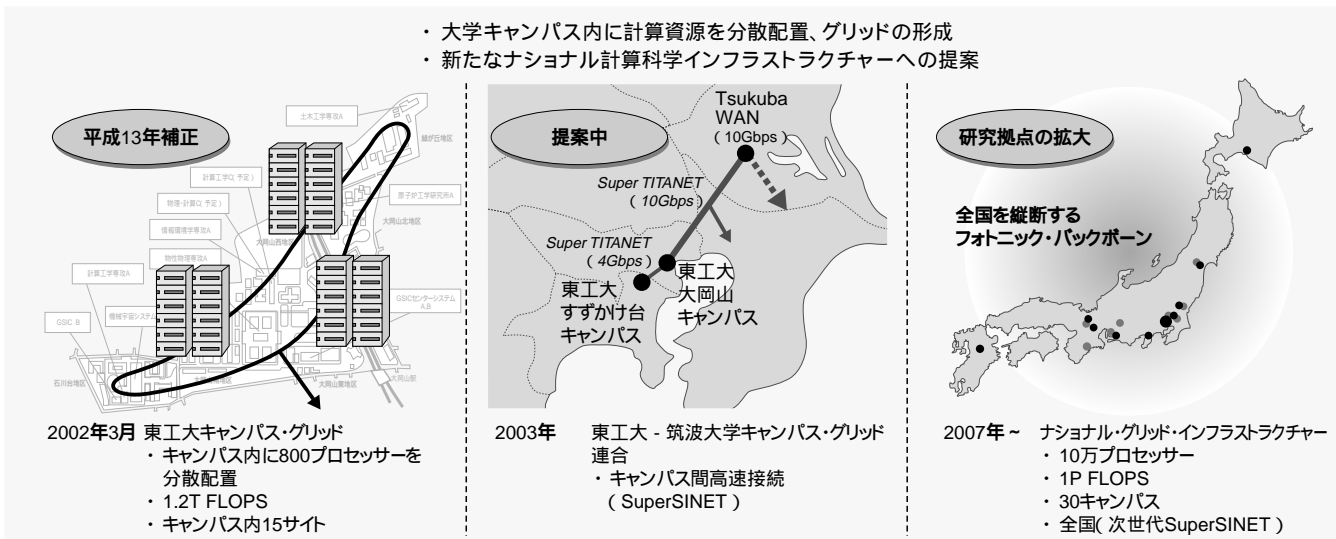 ・ 大学キャンパス内に計算資源を分散配置、グリッドの形成
・ 新たなナショナル計算科学インフラストラクチャーへの提案
平成13年補正
土木工学専攻A
緑が丘地区
計算工学C(予定)
物理・計算C(予定)
情報環境学専攻A
物性物理専攻A
計算工学専攻A
機械宇宙システム
GSIC B
原子炉工学研究所A
大岡山北地区
大岡山西地区
GSICセンターシステム
A,B
石川台地区
大岡山東地区
大岡山駅
2002年3月 東工大キャンパス・グリッド
・ キャンパス内に800プロセッサーを
分散配置
・ 1.2T FLOPS
・ キャンパス内15サイト
提案中
Tsukuba
WAN
(10Gbps)
Super TITANET
(10Gbps)
Super TITANET
(4Gbps)
東工大
大岡山
キャンパス
東工大
すずかけ台
キャンパス
2003年 東工大 - 筑波大学キャンパス・グリッド
連合
・ キャンパス間高速接続
(SuperSINET)
研究拠点の拡大
全国を縦断する
フォトニック・バックボーン
2007年~ ナショナル・グリッド・インフラストラクチャー
・ 10万プロセッサー
・ 1P FLOPS
・ 30キャンパス
・ 全国(次世代SuperSINET)